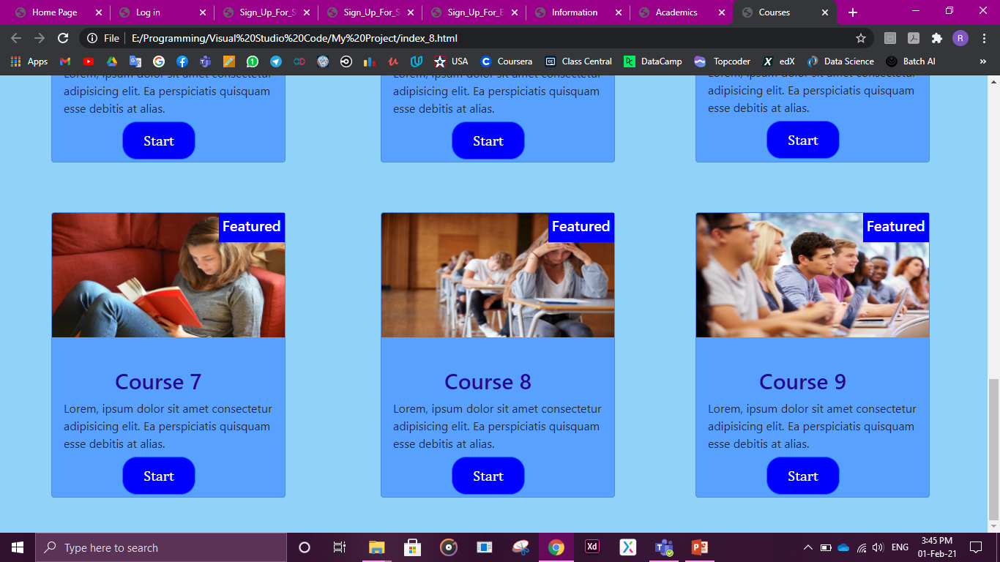 Home Page
Log in
Sign_Up_For_S
Sign_Up_For_S
Sign_Up_For_E
Information
Academics
Courses
File
E:/Programming/Visual%20Studio%20Code/My%20Project/index_8.html
R
Apps
USA
Coursera
Class Central
DataCamp
Topcoder
edX
Data Science
Batch AI
»
Lorem, ipsum dolor sit amet consectetur
adipisicing elit. Ea perspiciatis quisquam
esse debitis at alias.
Start
Lorem, ipsum dolor sit amet consectetur
adipisicing elit. Ea perspiciatis quisquam
esse debitis at alias.
Start
Lorem, ipsum dolor sit amet consectetur
adipisicing elit. Ea perspiciatis quisquam
esse debitis at alias.
Start
Featured
Course 7
Lorem, ipsum dolor sit amet consectetur
adipisicing elit. Ea perspiciatis quisquam
esse debitis at alias.
Start
Featured
Course 8
Lorem, ipsum dolor sit amet consectetur
adipisicing elit. Ea perspiciatis quisquam
esse debitis at alias.
Start
Featured
Course 9
Lorem, ipsum dolor sit amet consectetur
adipisicing elit. Ea perspiciatis quisquam
esse debitis at alias.
Start
Type here to search
Xd
ENG
3:45 PM
01-Feb-21